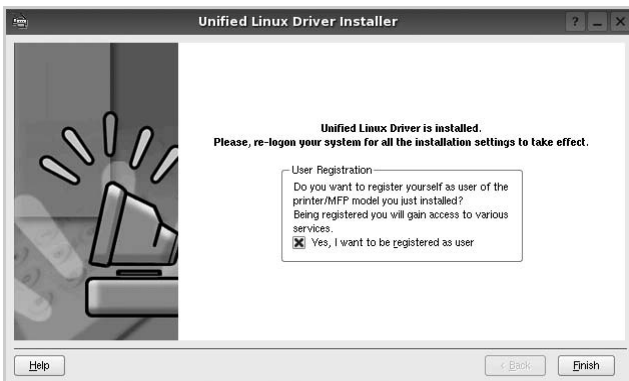 Unified Linux Driver Installer
Unified Linux Driver is installed.
Please, re-logon your system for all the installation settings to take effect.
User Registration
Do you want to register yourself as user of the
printer/MFP model you just installed?
Being registered you will gain access to various
services.
Yes, I want to be registered as user
Help
< Back
Finish